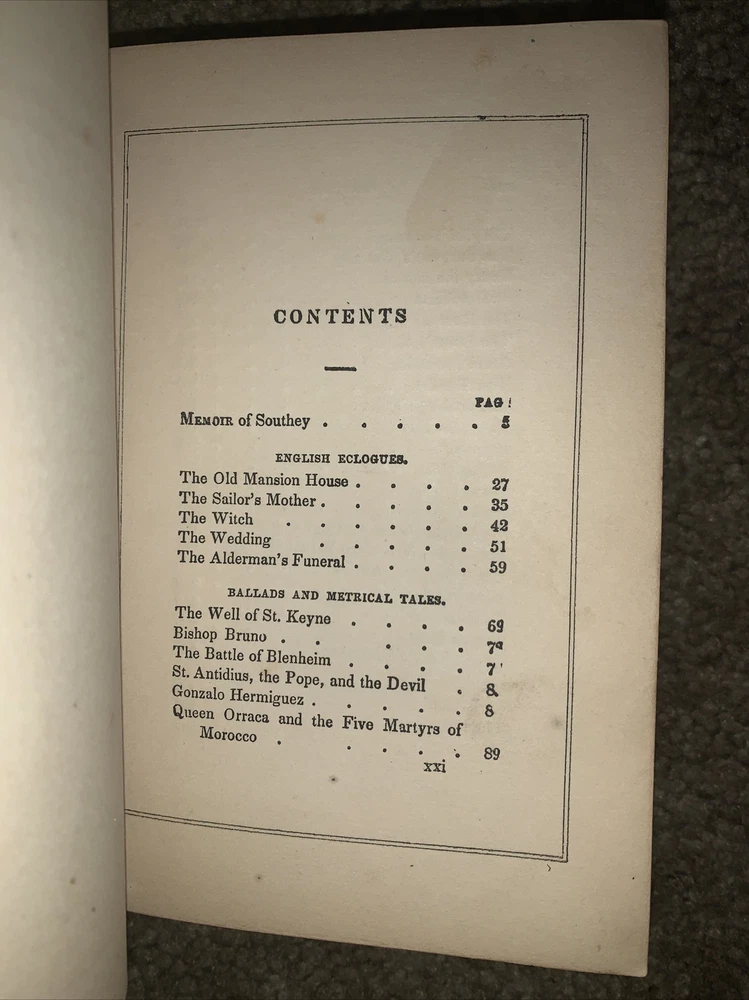 CONTENTS
PAG
MEMOIR of Southey . . . . . 5
ENGLISH ECLOGUES.
The Old Mansion House . . . . 27
The Sailor's Mother . . . . . 35
The Witch . . . . . . 42
The Wedding . . . . . 51
The Alderman's Funeral . . . . 59
BALLADS AND METRICAL TALES.
The Well of St. Keyne . . . . 69
Bishop Bruno . . . . .
The Battle of Blenheim . . . .
St. Antidius, the Pope, and the Devil .
Gonzalo Hermiguez . . . . .
Queen Orraca and the Five Martyrs of
Morocco . . . . . 89
xxi